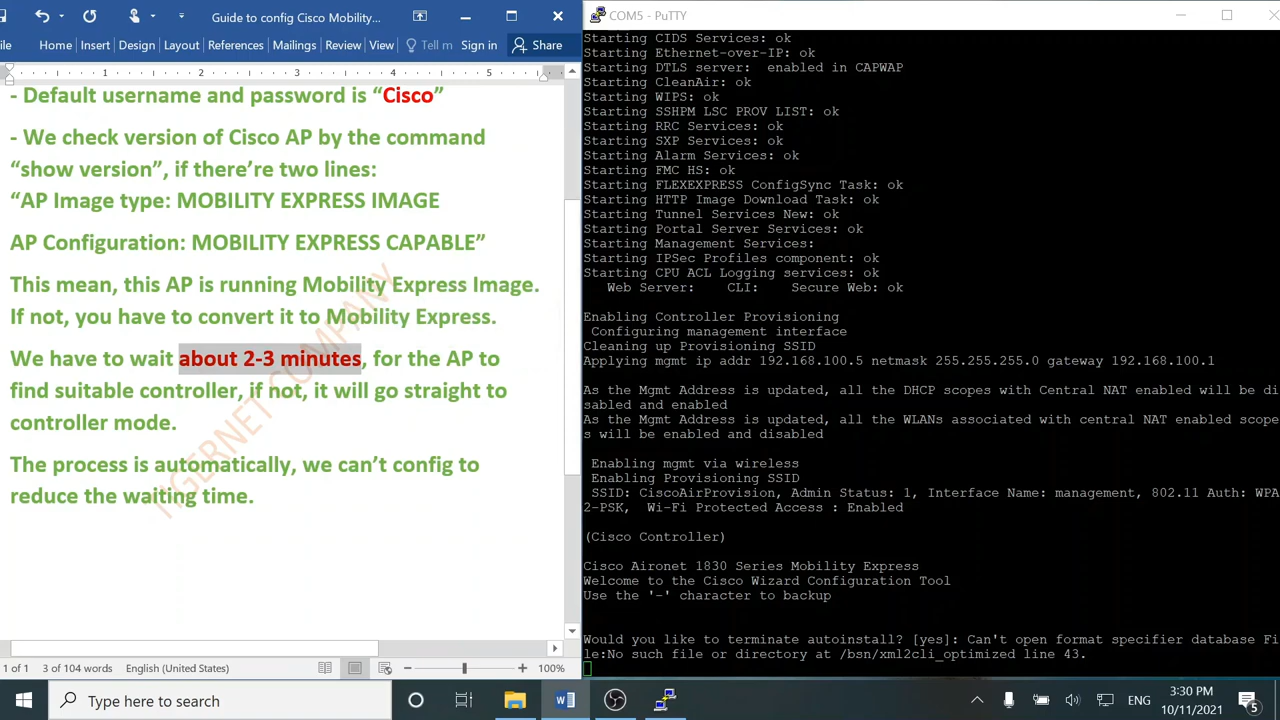 Guide to config Cisco Mobility...
ile Home Insert Design Layout References Mailings Review View Tell m Sign in Share
1 2 3 4 5
- Default username and password is “Cisco”
- We check version of Cisco AP by the command
“show version”, if there’re two lines:
“AP Image type: MOBILITY EXPRESS IMAGE
AP Configuration: MOBILITY EXPRESS CAPABLE”
This mean, this AP is running Mobility Express Image.
If not, you have to convert it to Mobility Express.
We have to wait about 2-3 minutes, for the AP to
find suitable controller, if not, it will go straight to
controller mode.
The process is automatically, we can’t config to
reduce the waiting time.
TIGERNET COMPANY
1 of 1 3 of 104 words English (United States) 100%
COM5 - PuTTY
Starting CIDS Services: ok
Starting Ethernet-over-IP: ok
Starting DTLS server:  enabled in CAPWAP
Starting CleanAir: ok
Starting WIPS: ok
Starting SSHPM LSC PROV LIST: ok
Starting RRC Services: ok
Starting SXP Services: ok
Starting Alarm Services: ok
Starting FMC HS: ok
Starting FLEXEXPRESS ConfigSync Task: ok
Starting HTTP Image Download Task: ok
Starting Tunnel Services New: ok
Starting Portal Server Services: ok
Starting Management Services:
Starting IPSec Profiles component: ok
Starting CPU ACL Logging services: ok
Web Server:    CLI:    Secure Web: ok
Enabling Controller Provisioning
Configuring management interface
Cleaning up Provisioning SSID
Applying mgmt ip addr 192.168.100.5 netmask 255.255.255.0 gateway 192.168.100.1
As the Mgmt Address is updated, all the DHCP scopes with Central NAT enabled will be di
sabled and enabled
As the Mgmt Address is updated, all the WLANs associated with central NAT enabled scope
s will be enabled and disabled
Enabling mgmt via wireless
Enabling Provisioning SSID
SSID: CiscoAirProvision, Admin Status: 1, Interface Name: management, 802.11 Auth: WPA
2-PSK,  Wi-Fi Protected Access : Enabled
(Cisco Controller)
Cisco Aironet 1830 Series Mobility Express
Welcome to the Cisco Wizard Configuration Tool
Use the '-' character to backup
Would you like to terminate autoinstall? [yes]: Can't open format specifier database Fi
le:No such file or directory at /bsn/xml2cli_optimized line 43.
Type here to search
ENG
3:30 PM
10/11/2021
5